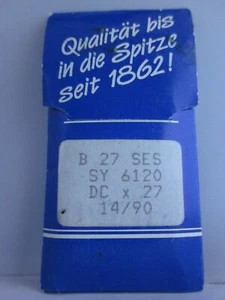 Qualität bis
in die Spitze
seit 1862!
B 27 SES
SY 6120
DC x 27
14/90